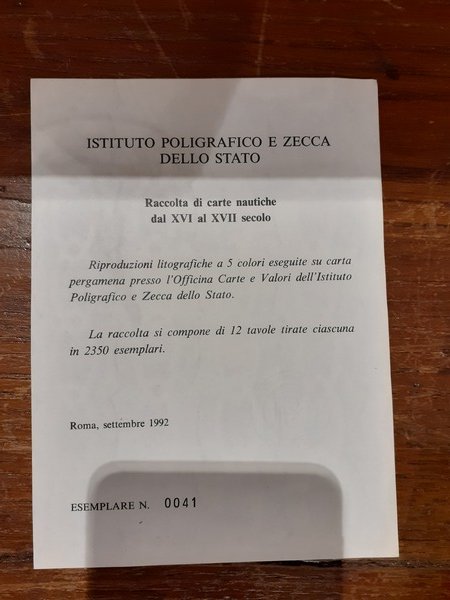 ISTITUTO POLIGRAFICO E ZECCA
DELLO STATO
Raccolta di carte nautiche
dal XVI al XVII secolo
Riproduzioni litografiche a 5 colori eseguite su carta
pergamena presso l'Officina Carte e Valori dell'Istituto
Poligrafico e Zecca dello Stato.
La raccolta si compone di 12 tavole tirate ciascuna
in 2350 esemplari.
Roma, settembre 1992
ESEMPLARE N. 0041